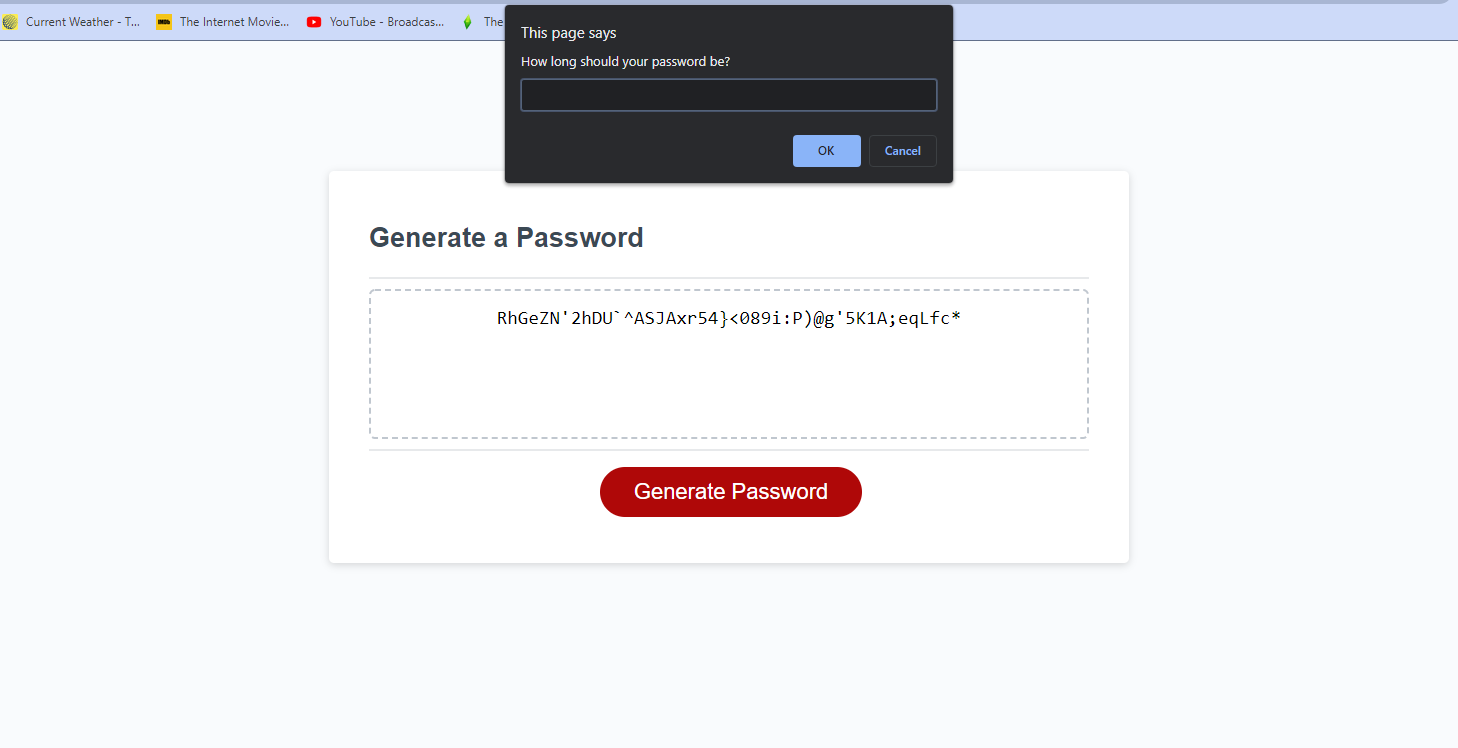 Current Weather - T... The Internet Movie... YouTube - Broadcas... The
This page says
How long should your password be?
OK Cancel
Generate a Password
RhGeZN'2hDU`^ASJAxr54}<089i:P)@g'5K1A;eqLfc*
Generate Password